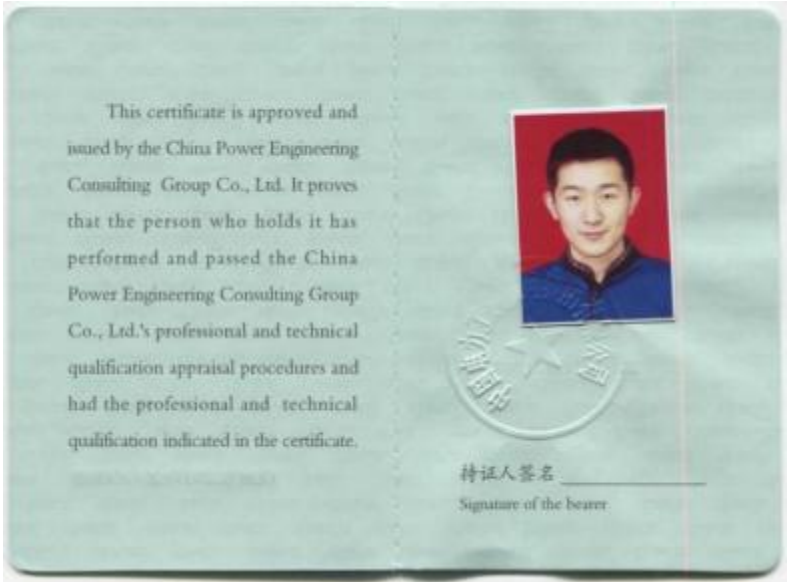 This certificate is approved and
issued by the China Power Engineering
Consulting Group Co., Ltd. It proves
that the person who holds it has
performed and passed the China
Power Engineering Consulting Group
Co., Ltd.'s professional and technical
qualification appraisal procedures and
had the professional and technical
qualification indicated in the certificate.
持证人签名
Signature of the bearer